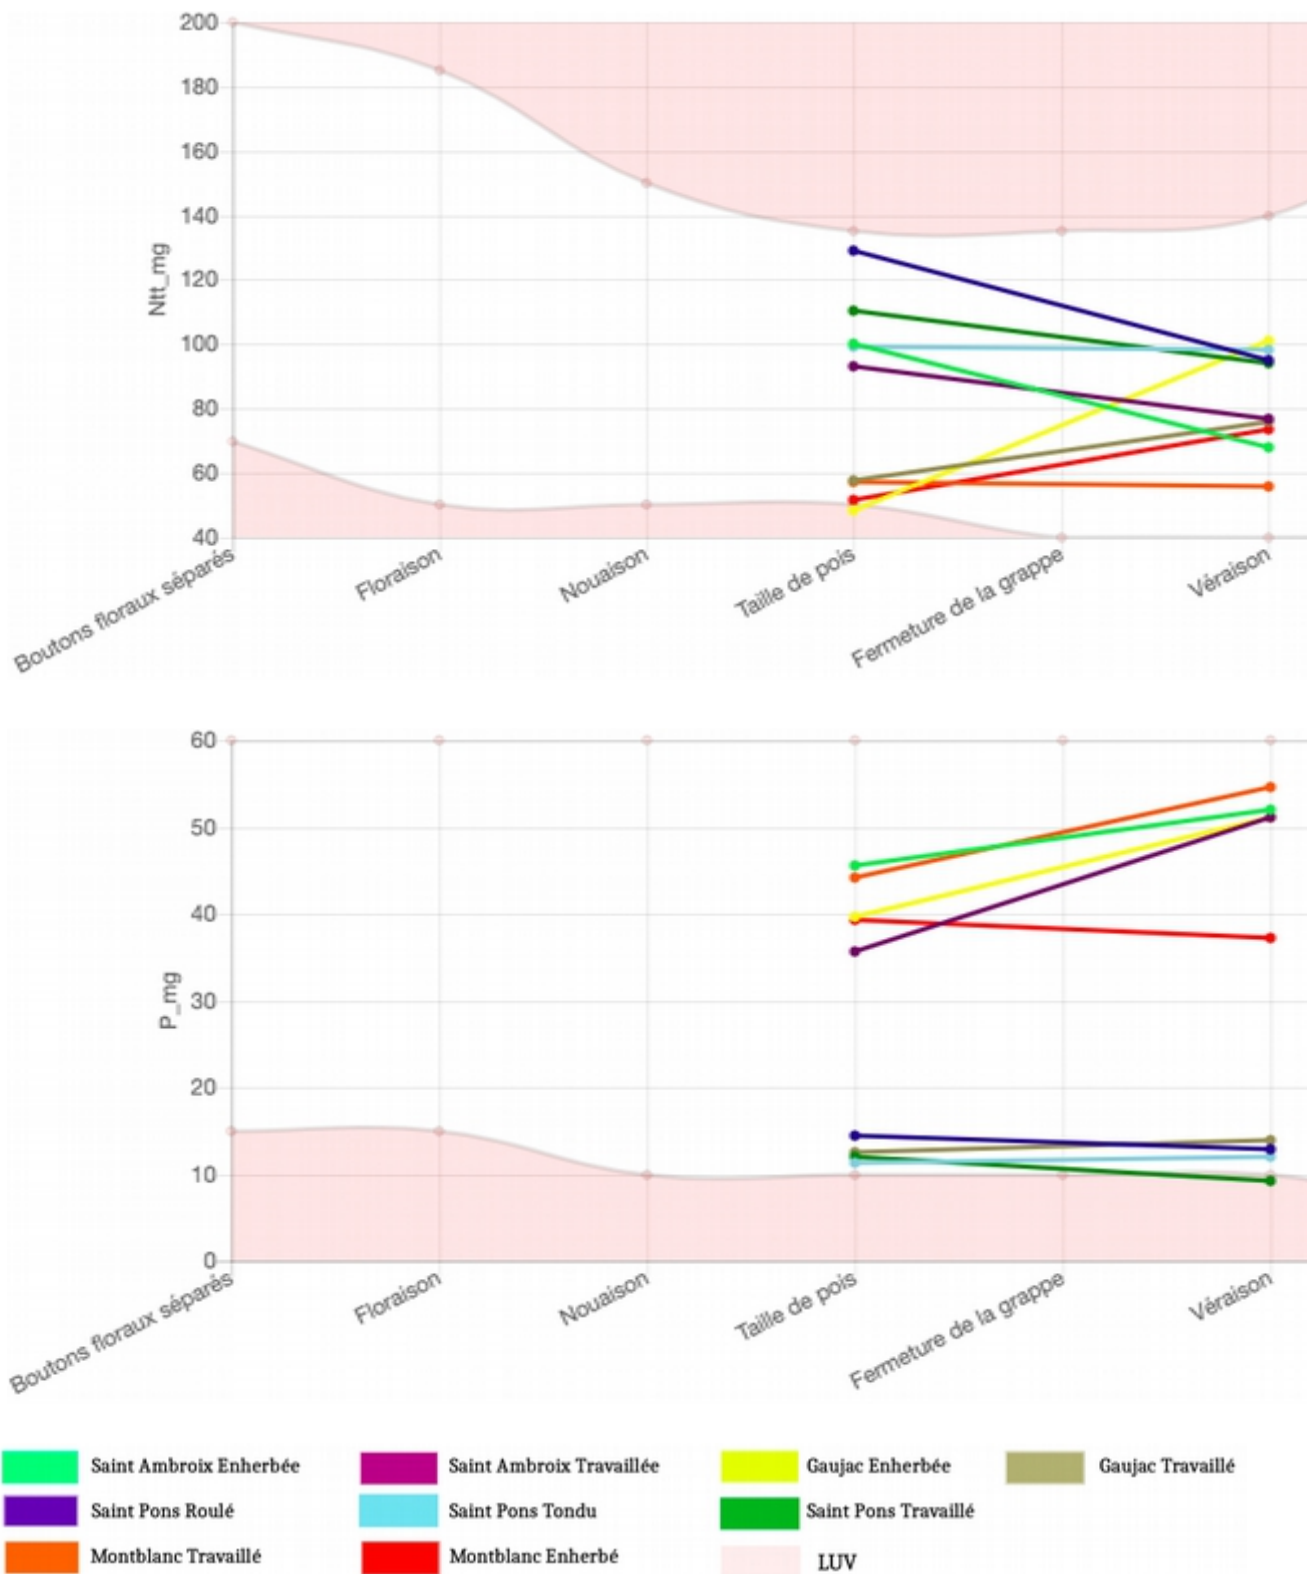 200
180
160
140
120
100
80
60
40
Ntt_mg
Boutons floraux séparés
Floraison
Nouaison
Taille de pois
Fermeture de la grappe
Véraison
60
50
40
30
20
10
0
P_mg
Boutons floraux séparés
Floraison
Nouaison
Taille de pois
Fermeture de la grappe
Véraison
Saint Ambroix Enherbée Saint Ambroix Travaillée Gaujac Enherbée Gaujac Travaillé
Saint Pons Roulé Saint Pons Tondu Saint Pons Travaillé
Montblanc Travaillé Montblanc Enherbé LUV